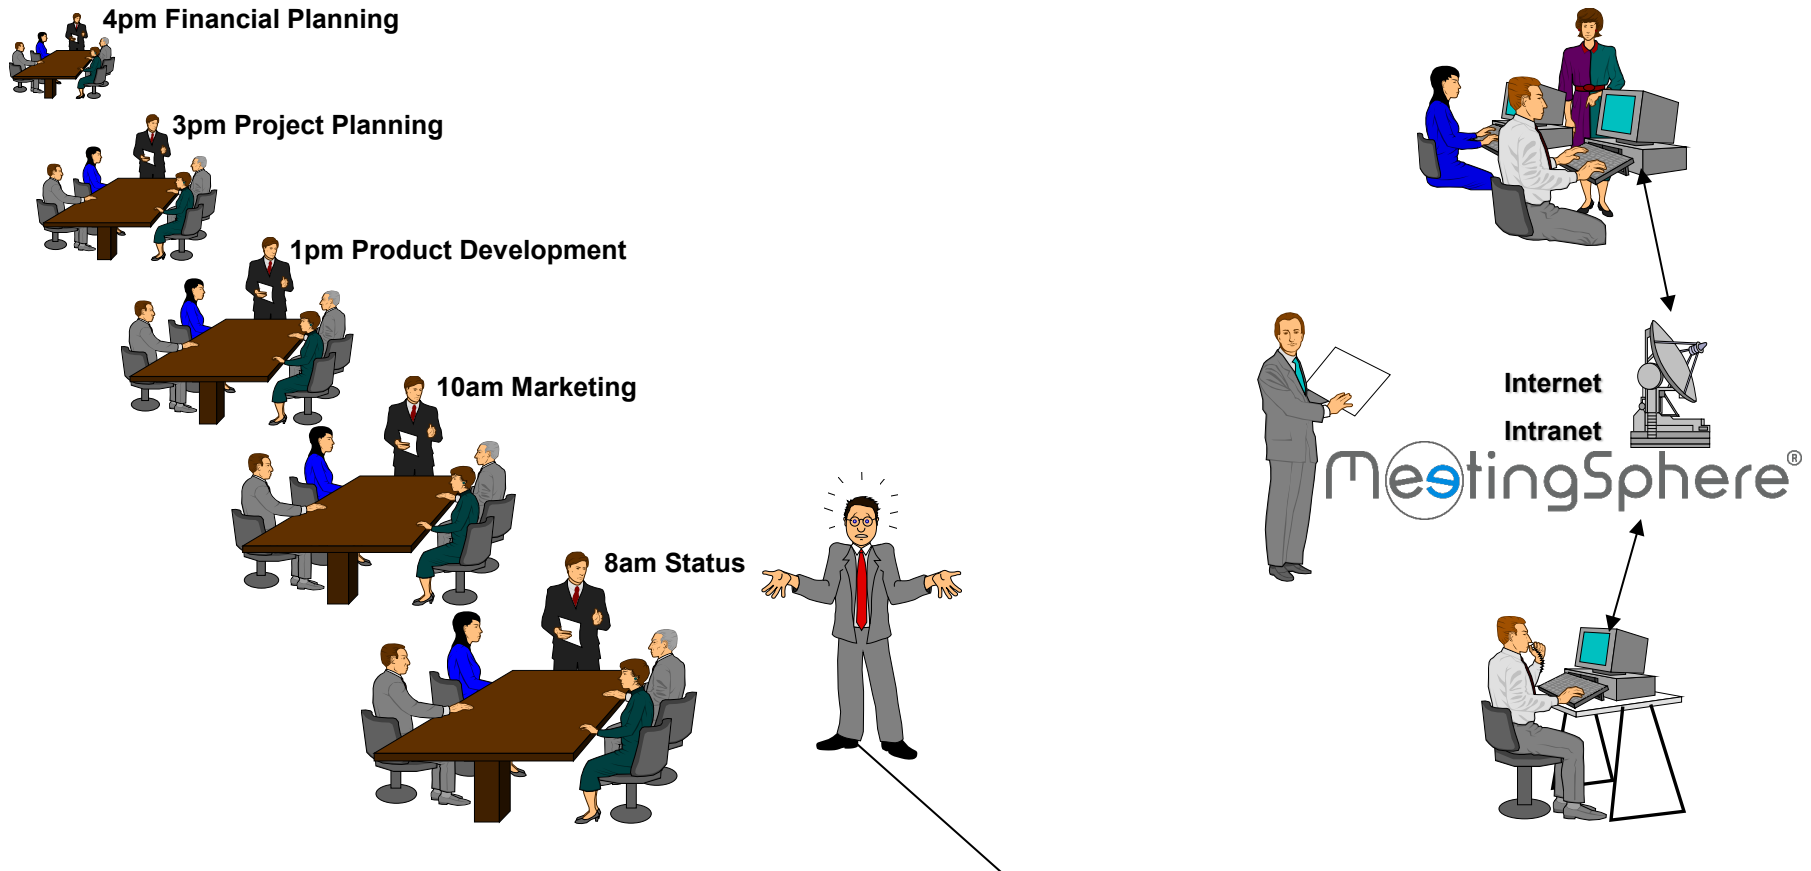 4pm Financial Planning
3pm Project Planning
1pm Product Development
10am Marketing
8am Status
Internet
Intranet
MeetingSphere®